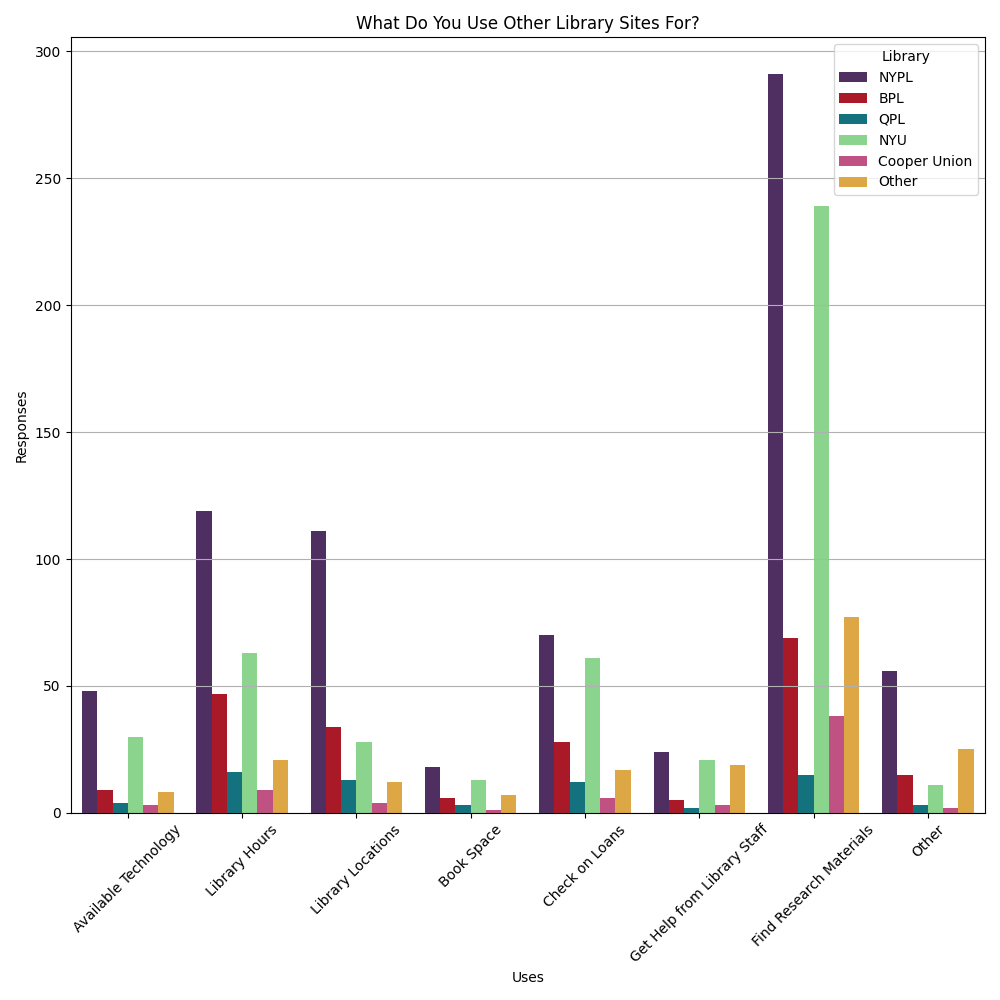 What Do You Use Other Library Sites For?
300
250
200
150
100
50
0
Responses
Library
NYPL
BPL
QPL
NYU
Cooper Union
Other
Available Technology
Library Hours
Library Locations
Book Space
Check on Loans
Get Help from Library Staff
Find Research Materials
Other
Uses